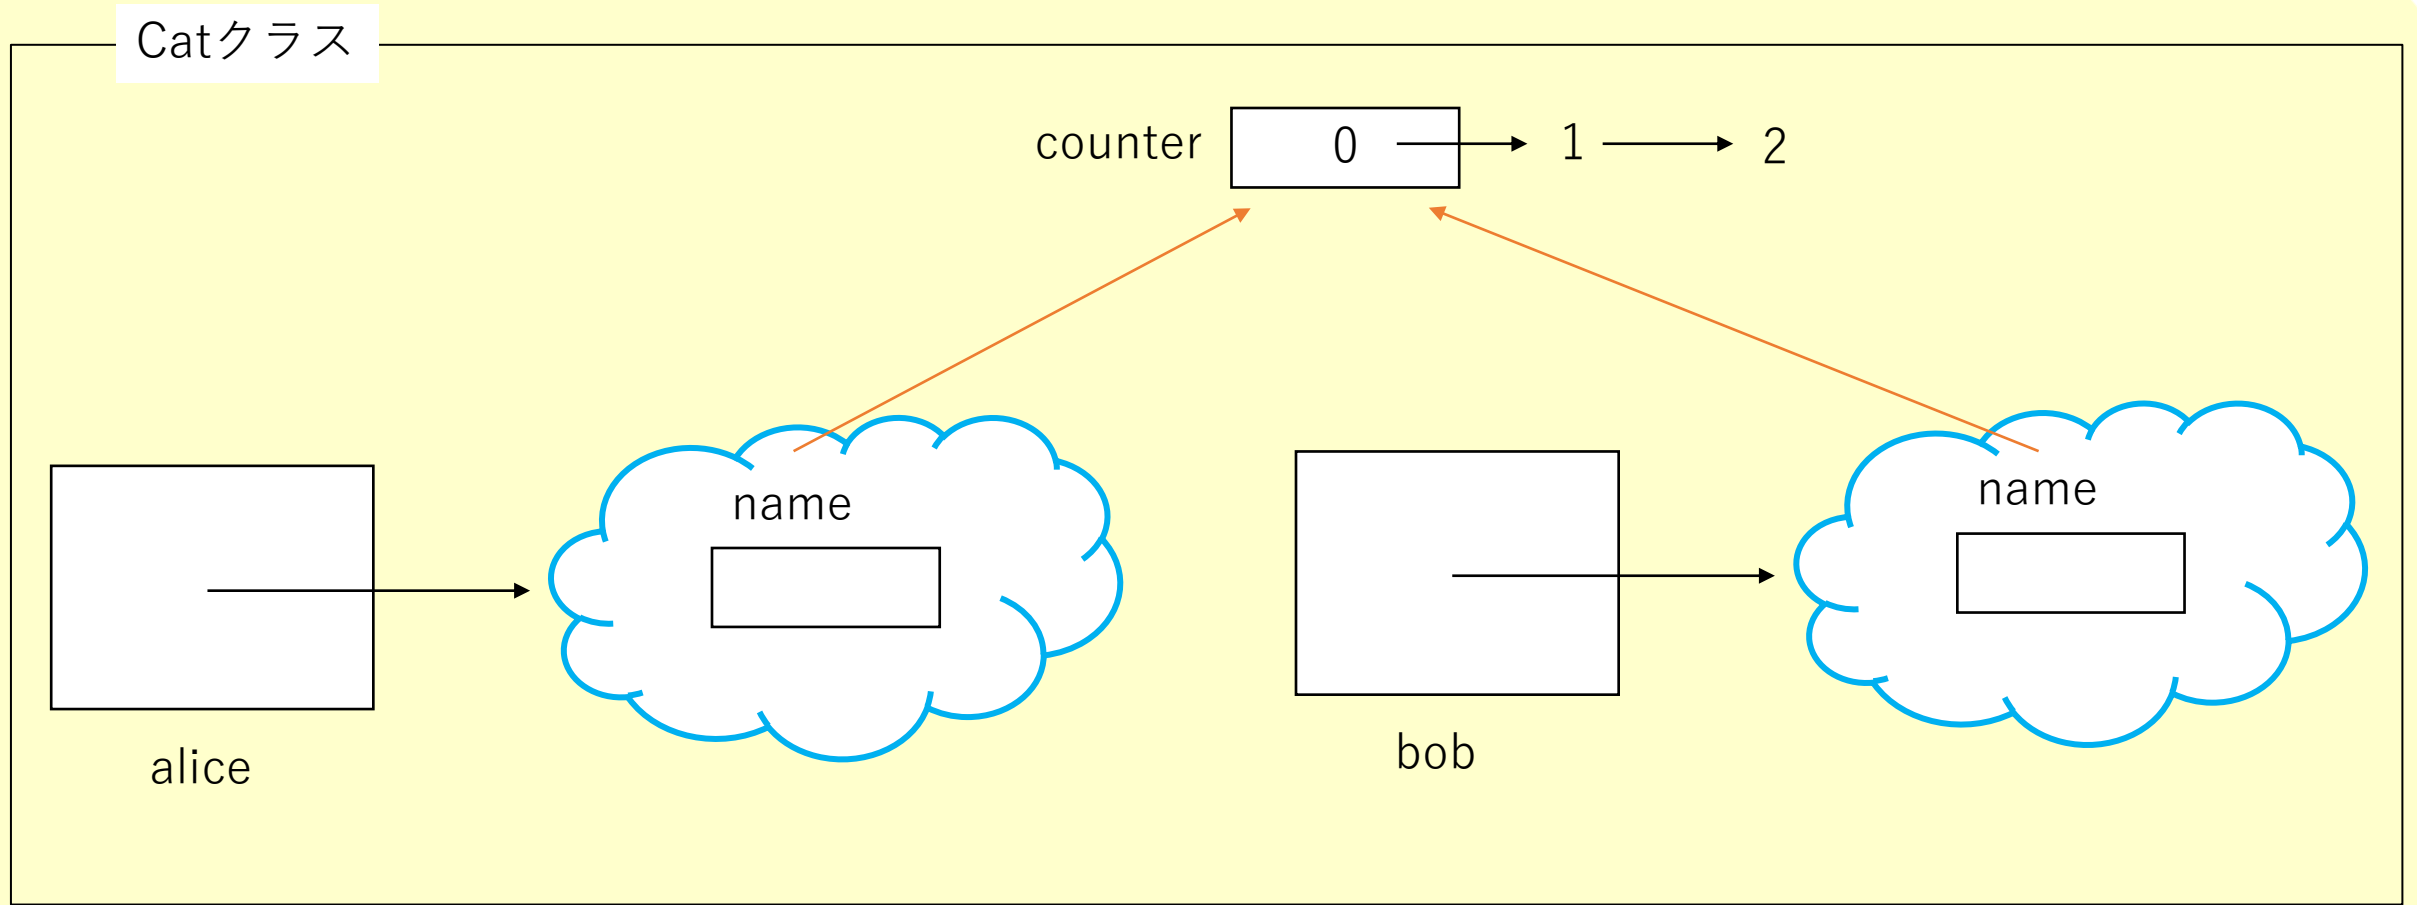 Catクラス
counter 0 1 2
name
name
alice
bob